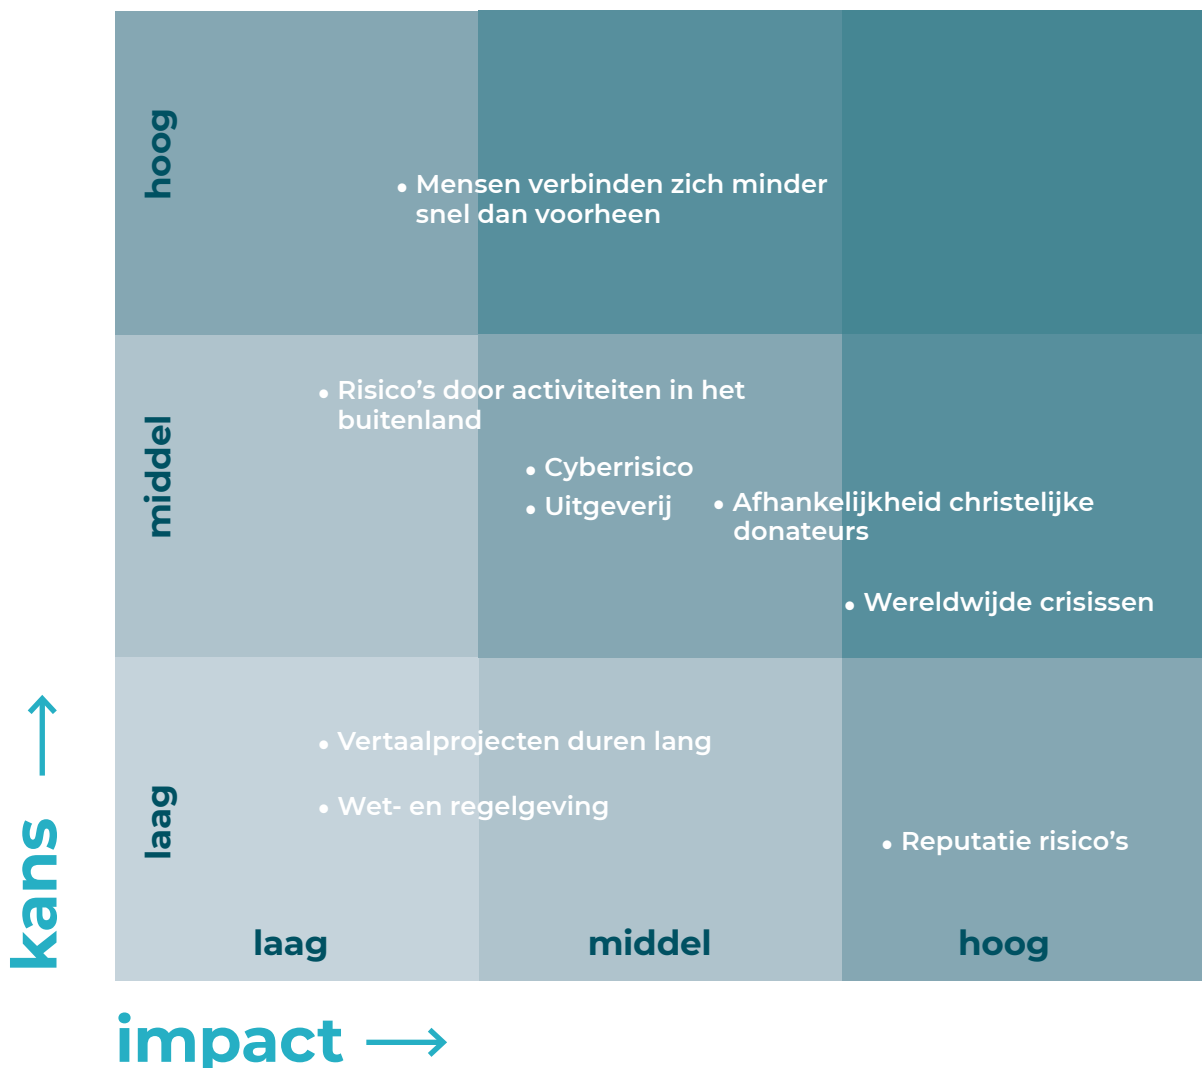 hoog
• Mensen verbinden zich minder
snel dan voorheen
middel
• Risico’s door activiteiten in het
buitenland
• Cyberrisico
• Uitgeverij
• Afhankelijkheid christelijke
donateurs
• Wereldwijde crisissen
laag
• Vertaalprojecten duren lang
• Wet- en regelgeving
• Reputatie risico’s
kans →
laag
middel
hoog
impact →